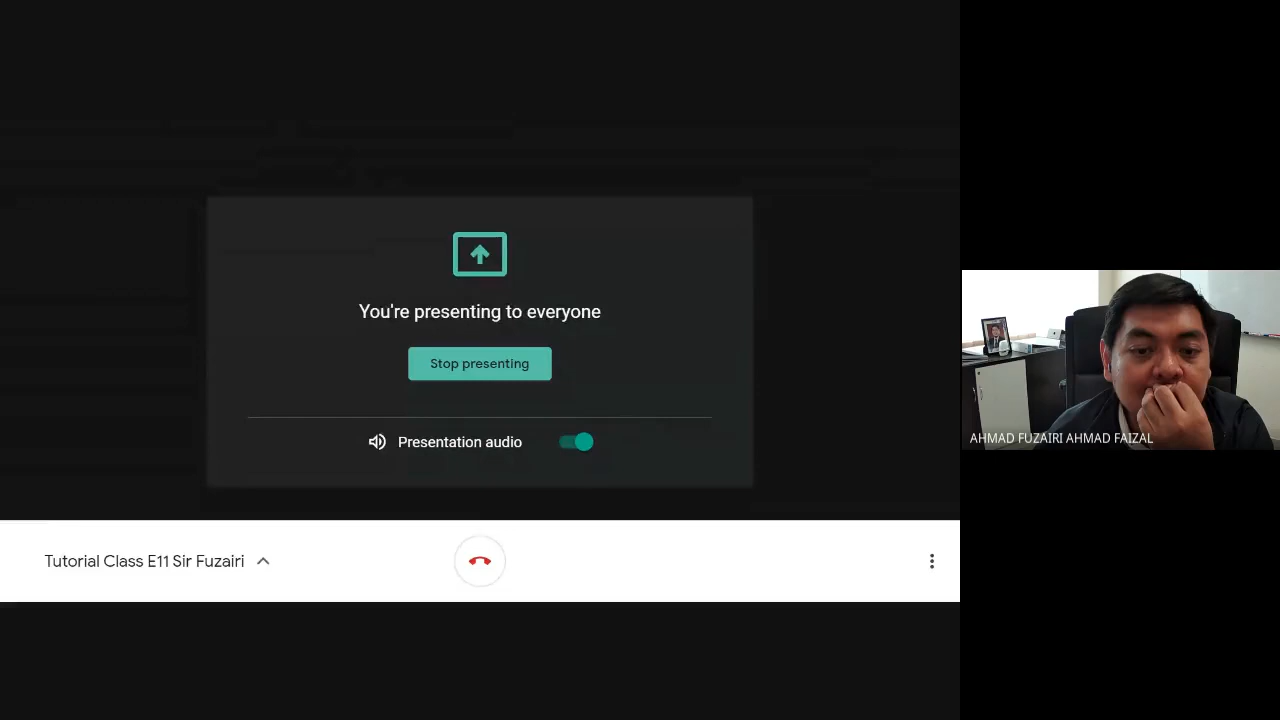 You're presenting to everyone
Stop presenting
Presentation audio
AHMAD FUZAIRI AHMAD FAIZAL
Tutorial Class E11 Sir Fuzairi